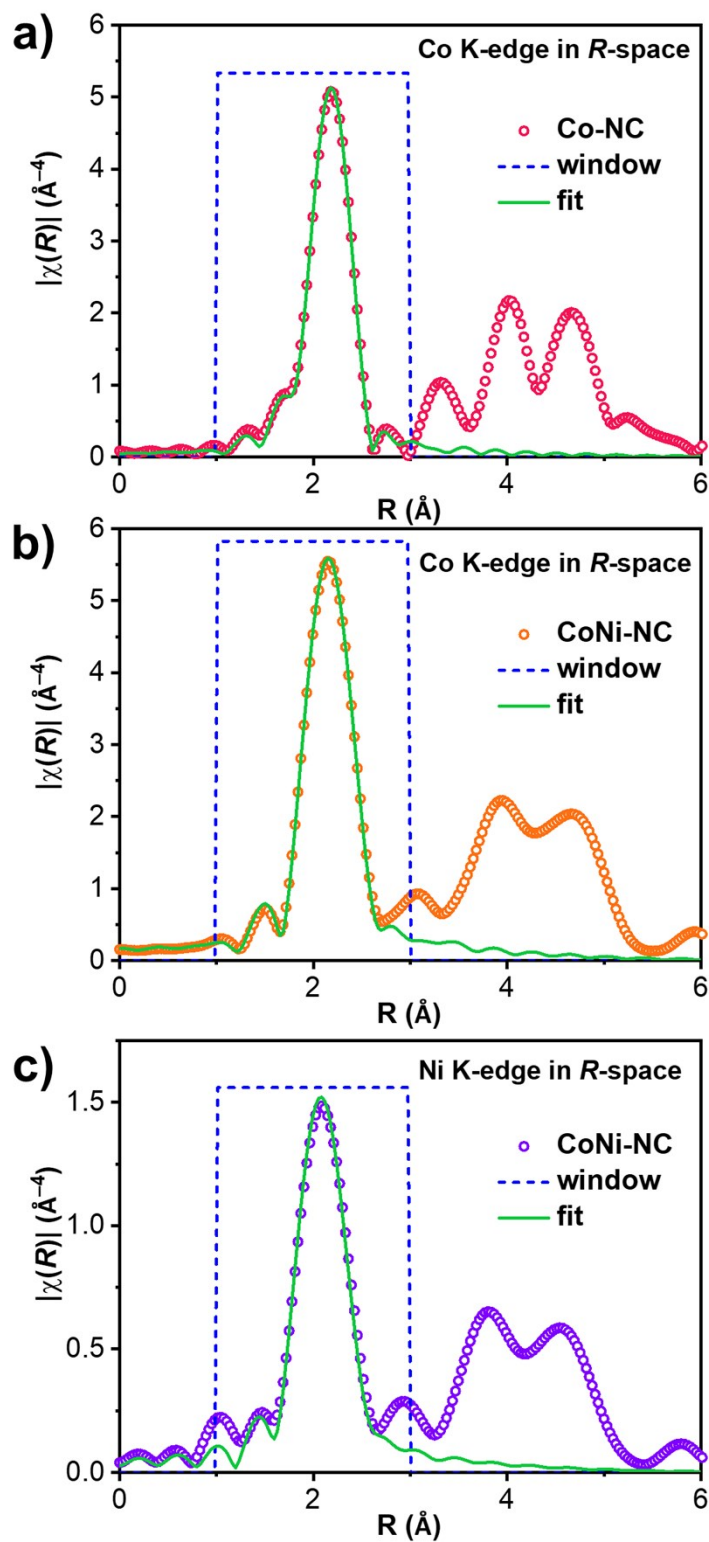 a)
Co K-edge in R-space
Co-NC
window
fit
|χ(R)| (Å⁻⁴)
6
5
4
3
2
1
0
0 2 4 6
R (Å)
b)
Co K-edge in R-space
CoNi-NC
window
fit
|χ(R)| (Å⁻⁴)
6
5
4
3
2
1
0
0 2 4 6
R (Å)
c)
Ni K-edge in R-space
CoNi-NC
window
fit
|χ(R)| (Å⁻⁴)
1.5
1.0
0.5
0.0
0 2 4 6
R (Å)